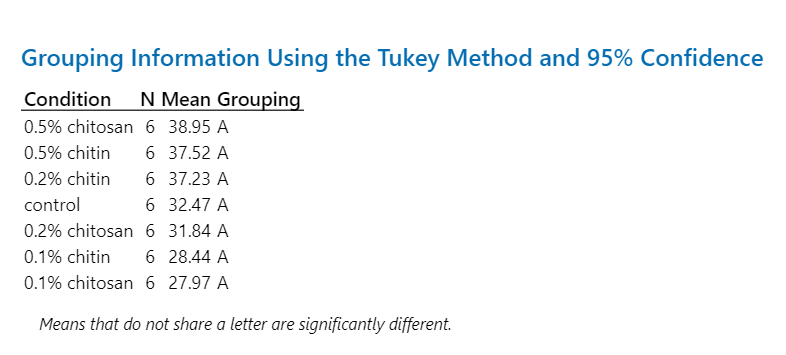 Grouping Information Using the Tukey Method and 95% Confidence
Condition N Mean Grouping
0.5% chitosan 6 38.95 A
0.5% chitin 6 37.52 A
0.2% chitin 6 37.23 A
control 6 32.47 A
0.2% chitosan 6 31.84 A
0.1% chitin 6 28.44 A
0.1% chitosan 6 27.97 A
Means that do not share a letter are significantly different.